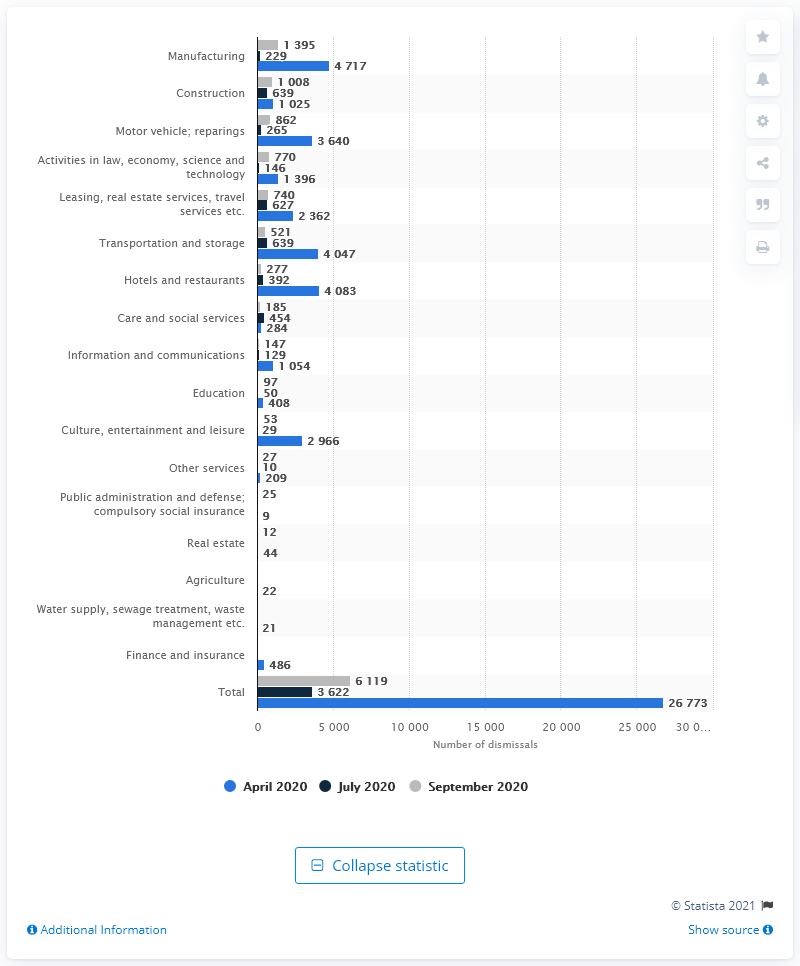 Manufacturing
1 395
229
4 717
Construction
1 008
639
1 025
Motor vehicle; reparings
862
265
3 640
Activities in law, economy, science and
technology
770
146
1 396
Leasing, real estate services, travel
services etc.
740
627
2 362
Transportation and storage
521
639
4 047
Hotels and restaurants
277
392
4 083
Care and social services
185
454
284
Information and communications
147
129
1 054
Education
97
50
408
Culture, entertainment and leisure
53
29
2 966
Other services
27
10
209
Public administration and defense;
compulsory social insurance
25
9
Real estate
12
44
Agriculture
22
Water supply, sewage treatment, waste
management etc.
21
Finance and insurance
486
Total
6 119
3 622
26 773
0 5 000 10 000 15 000 20 000 25 000 30 0...
Number of dismissals
April 2020 July 2020 September 2020
Collapse statistic
© Statista 2021
Additional Information
Show source